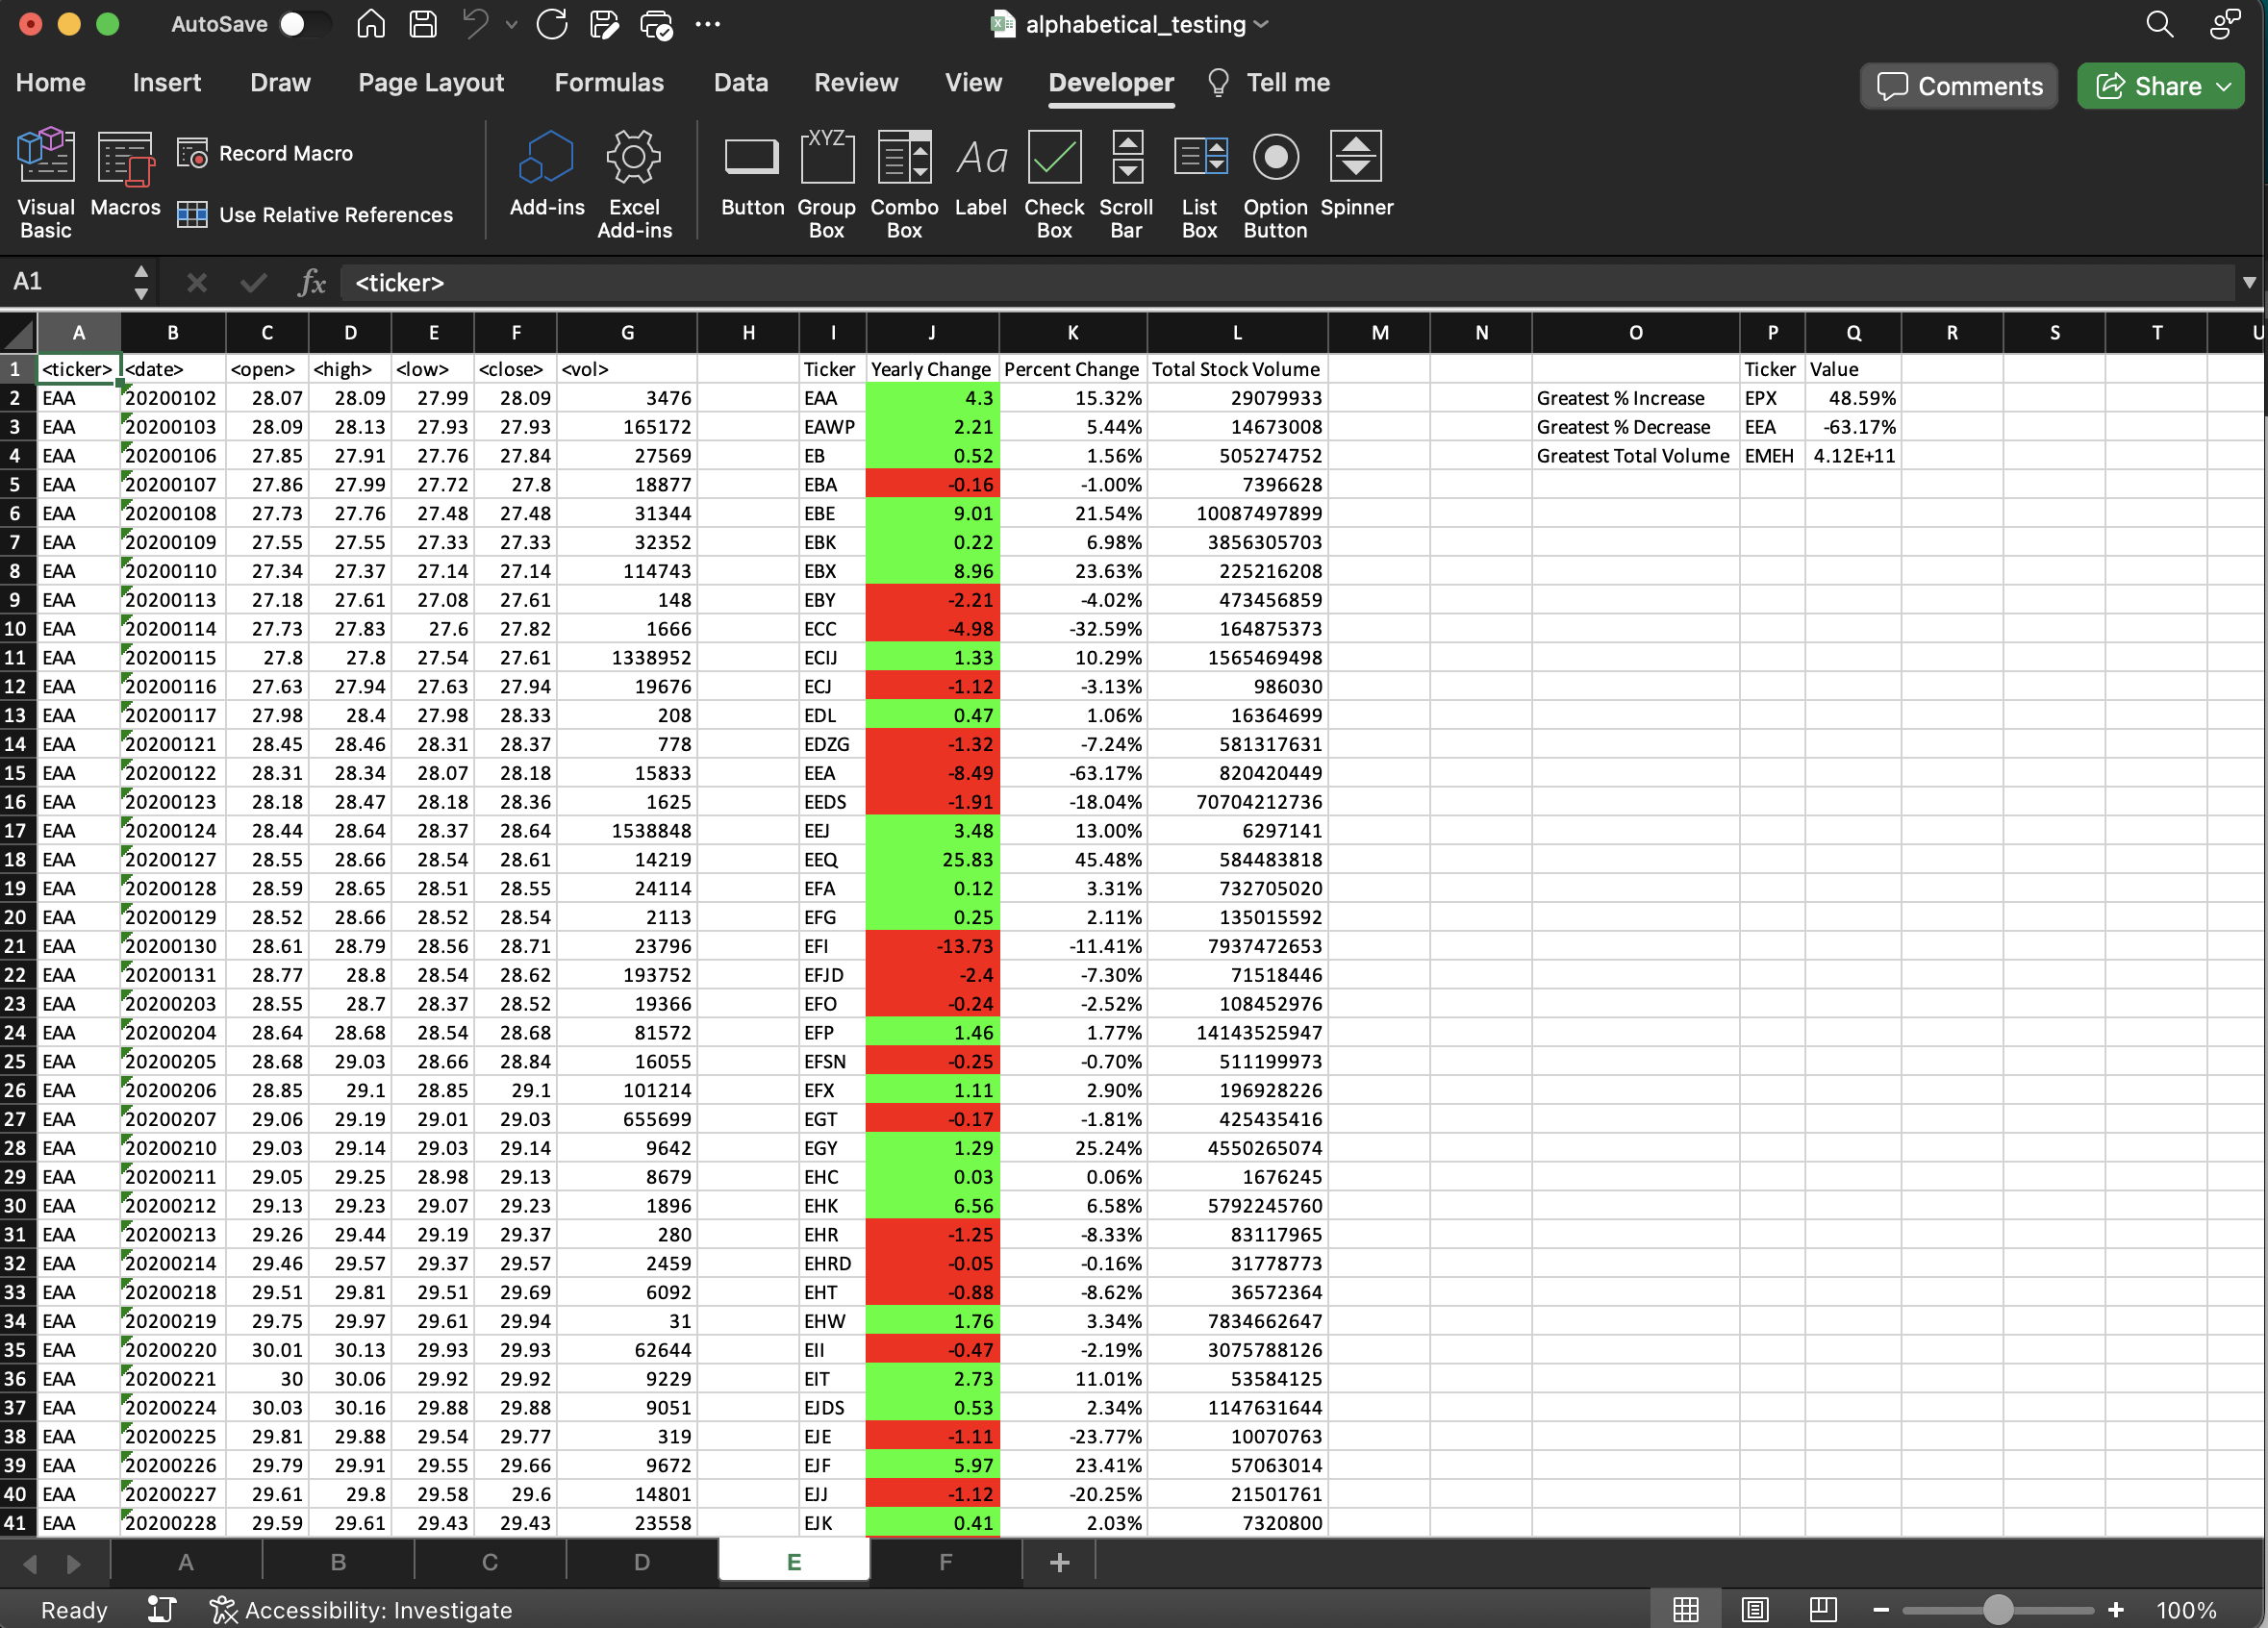 AutoSave alphabetical_testing
Home Insert Draw Page Layout Formulas Data Review View Developer Tell me Comments Share
Visual Basic Macros Record Macro Use Relative References Add-ins Excel Add-ins Button XYZ Group Box Combo Box Aa Label Check Box Scroll Bar List Box Option Button Spinner
A1 fx <ticker>
A B C D E F G H I J K L M N O P Q R S T U
1 <ticker> <date> <open> <high> <low> <close> <vol> Ticker Yearly Change Percent Change Total Stock Volume Ticker Value
2 EAA 20200102 28.07 28.09 27.99 28.09 3476 EAA 4.3 15.32% 29079933 Greatest % Increase EPX 48.59%
3 EAA 20200103 28.09 28.13 27.93 27.93 165172 EAWP 2.21 5.44% 14673008 Greatest % Decrease EEA -63.17%
4 EAA 20200106 27.85 27.91 27.76 27.84 27569 EB 0.52 1.56% 505274752 Greatest Total Volume EMEH 4.12E+11
5 EAA 20200107 27.86 27.99 27.72 27.8 18877 EBA -0.16 -1.00% 7396628
6 EAA 20200108 27.73 27.76 27.48 27.48 31344 EBE 9.01 21.54% 10087497899
7 EAA 20200109 27.55 27.55 27.33 27.33 32352 EBK 0.22 6.98% 3856305703
8 EAA 20200110 27.34 27.37 27.14 27.14 114743 EBX 8.96 23.63% 225216208
9 EAA 20200113 27.18 27.61 27.08 27.61 148 EBY -2.21 -4.02% 473456859
10 EAA 20200114 27.73 27.83 27.6 27.82 1666 ECC -4.98 -32.59% 164875373
11 EAA 20200115 27.8 27.8 27.54 27.61 1338952 ECIJ 1.33 10.29% 1565469498
12 EAA 20200116 27.63 27.94 27.63 27.94 19676 ECJ -1.12 -3.13% 986030
13 EAA 20200117 27.98 28.4 27.98 28.33 208 EDL 0.47 1.06% 16364699
14 EAA 20200121 28.45 28.46 28.31 28.37 778 EDZG -1.32 -7.24% 581317631
15 EAA 20200122 28.31 28.34 28.07 28.18 15833 EEA -8.49 -63.17% 820420449
16 EAA 20200123 28.18 28.47 28.18 28.36 1625 EEDS -1.91 -18.04% 70704212736
17 EAA 20200124 28.44 28.64 28.37 28.64 1538848 EEJ 3.48 13.00% 6297141
18 EAA 20200127 28.55 28.66 28.54 28.61 14219 EEQ 25.83 45.48% 584483818
19 EAA 20200128 28.59 28.65 28.51 28.55 24114 EFA 0.12 3.31% 732705020
20 EAA 20200129 28.52 28.66 28.52 28.54 2113 EFG 0.25 2.11% 135015592
21 EAA 20200130 28.61 28.79 28.56 28.71 23796 EFI -13.73 -11.41% 7937472653
22 EAA 20200131 28.77 28.8 28.54 28.62 193752 EFJD -2.4 -7.30% 71518446
23 EAA 20200203 28.55 28.7 28.37 28.52 19366 EFO -0.24 -2.52% 108452976
24 EAA 20200204 28.64 28.68 28.54 28.68 81572 EFP 1.46 1.77% 14143525947
25 EAA 20200205 28.68 29.03 28.66 28.84 16055 EFSN -0.25 -0.70% 511199973
26 EAA 20200206 28.85 29.1 28.85 29.1 101214 EFX 1.11 2.90% 196928226
27 EAA 20200207 29.06 29.19 29.01 29.03 655699 EGT -0.17 -1.81% 425435416
28 EAA 20200210 29.03 29.14 29.03 29.14 9642 EGY 1.29 25.24% 4550265074
29 EAA 20200211 29.05 29.25 28.98 29.13 8679 EHC 0.03 0.06% 1676245
30 EAA 20200212 29.13 29.23 29.07 29.23 1896 EHK 6.56 6.58% 5792245760
31 EAA 20200213 29.26 29.44 29.19 29.37 280 EHR -1.25 -8.33% 83117965
32 EAA 20200214 29.46 29.57 29.37 29.57 2459 EHRD -0.05 -0.16% 31778773
33 EAA 20200218 29.51 29.81 29.51 29.69 6092 EHT -0.88 -8.62% 36572364
34 EAA 20200219 29.75 29.97 29.61 29.94 31 EHW 1.76 3.34% 7834662647
35 EAA 20200220 30.01 30.13 29.93 29.93 62644 EII -0.47 -2.19% 3075788126
36 EAA 20200221 30 30.06 29.92 29.92 9229 EIT 2.73 11.01% 53584125
37 EAA 20200224 30.03 30.16 29.88 29.88 9051 EJDS 0.53 2.34% 1147631644
38 EAA 20200225 29.81 29.88 29.54 29.77 319 EJE -1.11 -23.77% 10070763
39 EAA 20200226 29.79 29.91 29.55 29.66 9672 EJF 5.97 23.41% 57063014
40 EAA 20200227 29.61 29.8 29.58 29.6 14801 EJJ -1.12 -20.25% 21501761
41 EAA 20200228 29.59 29.61 29.43 29.43 23558 EJK 0.41 2.03% 7320800
A B C D E F +
Ready Accessibility: Investigate 100%